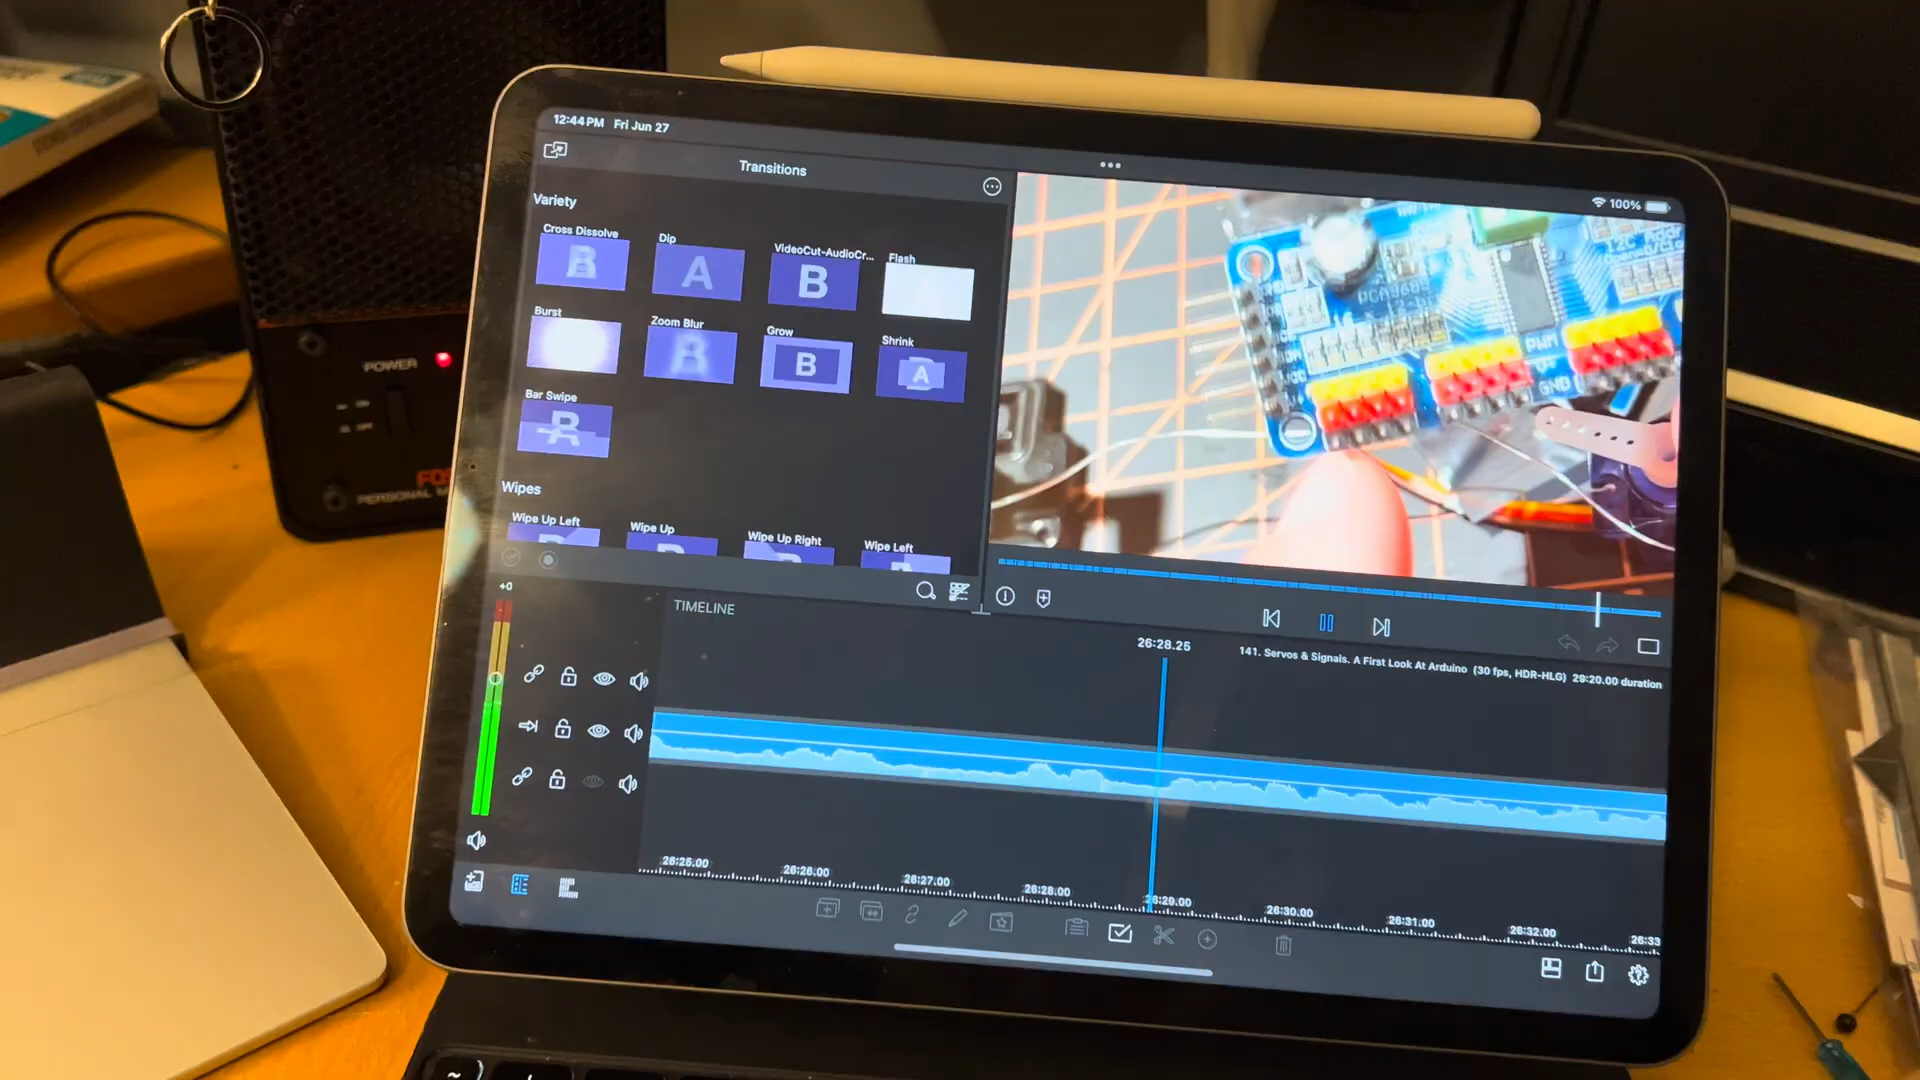 12:44 PM Fri Jun 27
100%
Transitions
Variety
Cross Dissolve
Dip
VideoCut-AudioCr...
Flash
B
A
B
Burst
Zoom Blur
Grow
Shrink
B
B
A
Bar Swipe
Wipes
Wipe Up Left
Wipe Up
Wipe Up Right
Wipe Left
PWM
V+
GND
VCC
I2C Addr
POWER
PERSONAL
+0
TIMELINE
26:28.25
141. Servos & Signals. A First Look At Arduino (30 fps, HDR-HLG) 29:20.00 duration
26:25.00
26:26.00
26:27.00
26:28.00
26:29.00
26:30.00
26:31.00
26:32.00
26:33